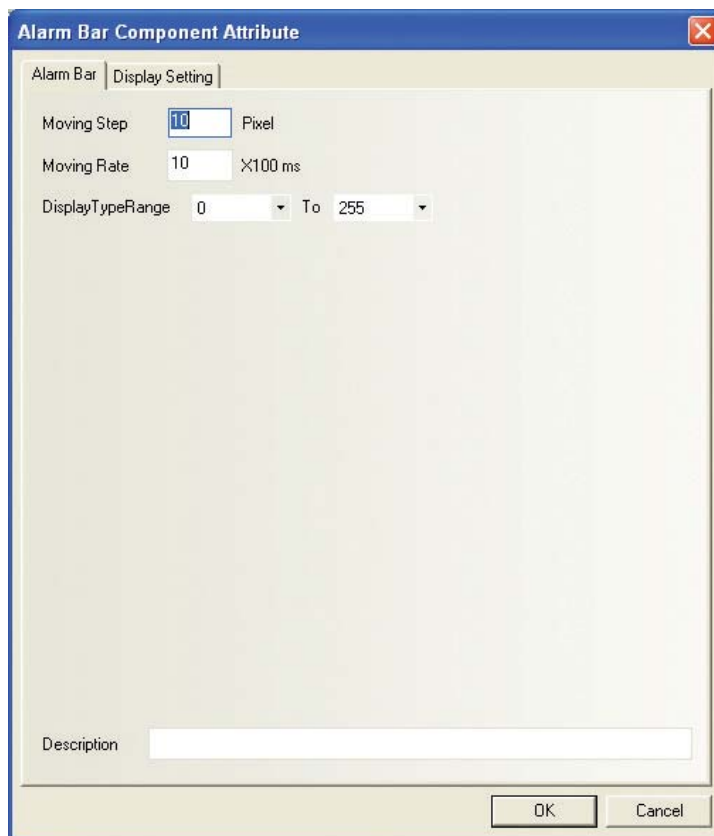 Alarm Bar Component Attribute
Alarm Bar Display Setting
Moving Step 10 Pixel
Moving Rate 10 X100 ms
DisplayTypeRange 0 To 255
Description
OK Cancel